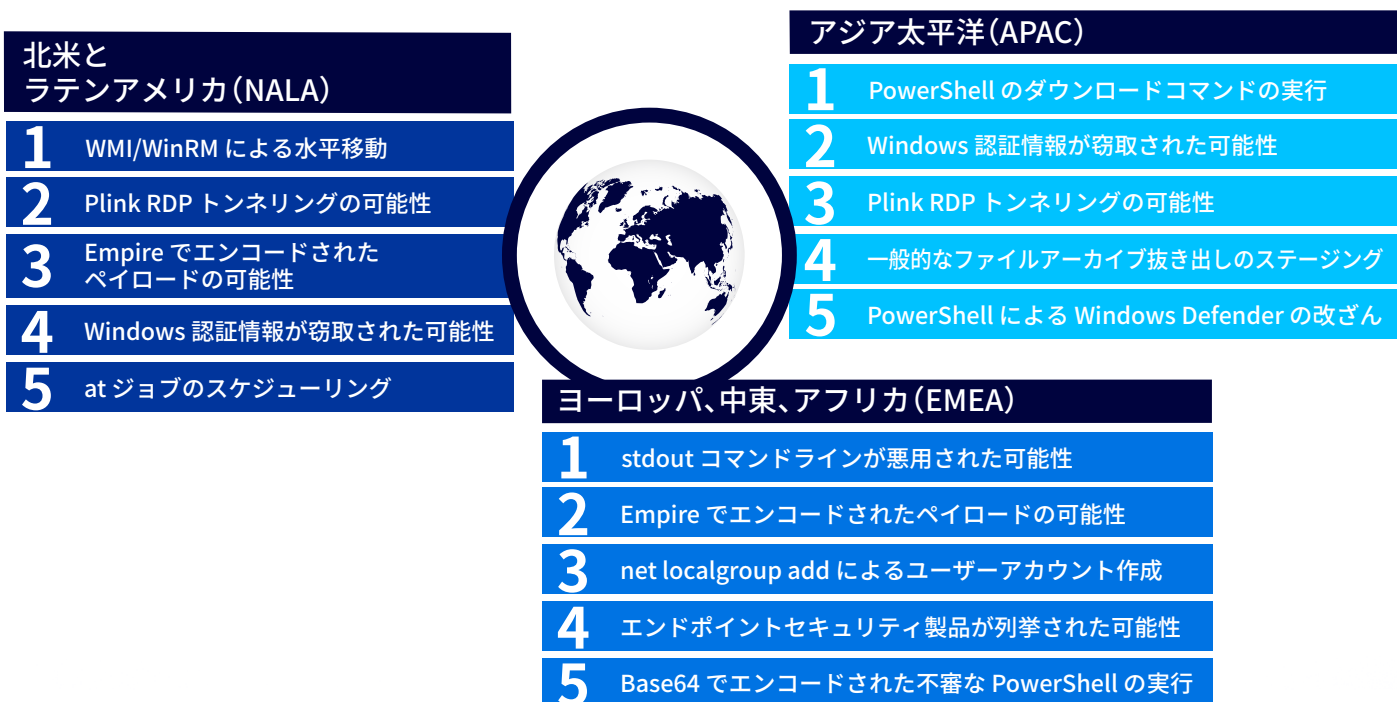 北米と
ラテンアメリカ（NALA）
1 WMI/WinRM による水平移動
2 Plink RDP トンネリングの可能性
3 Empire でエンコードされた
ペイロードの可能性
4 Windows 認証情報が窃取された可能性
5 at ジョブのスケジューリング
アジア太平洋（APAC）
1 PowerShell のダウンロードコマンドの実行
2 Windows 認証情報が窃取された可能性
3 Plink RDP トンネリングの可能性
4 一般的なファイルアーカイブ抜き出しのステージング
5 PowerShell による Windows Defender の改ざん
ヨーロッパ、中東、アフリカ（EMEA）
1 stdout コマンドラインが悪用された可能性
2 Empire でエンコードされたペイロードの可能性
3 net localgroup add によるユーザーアカウント作成
4 エンドポイントセキュリティ製品が列挙された可能性
5 Base64 でエンコードされた不審な PowerShell の実行